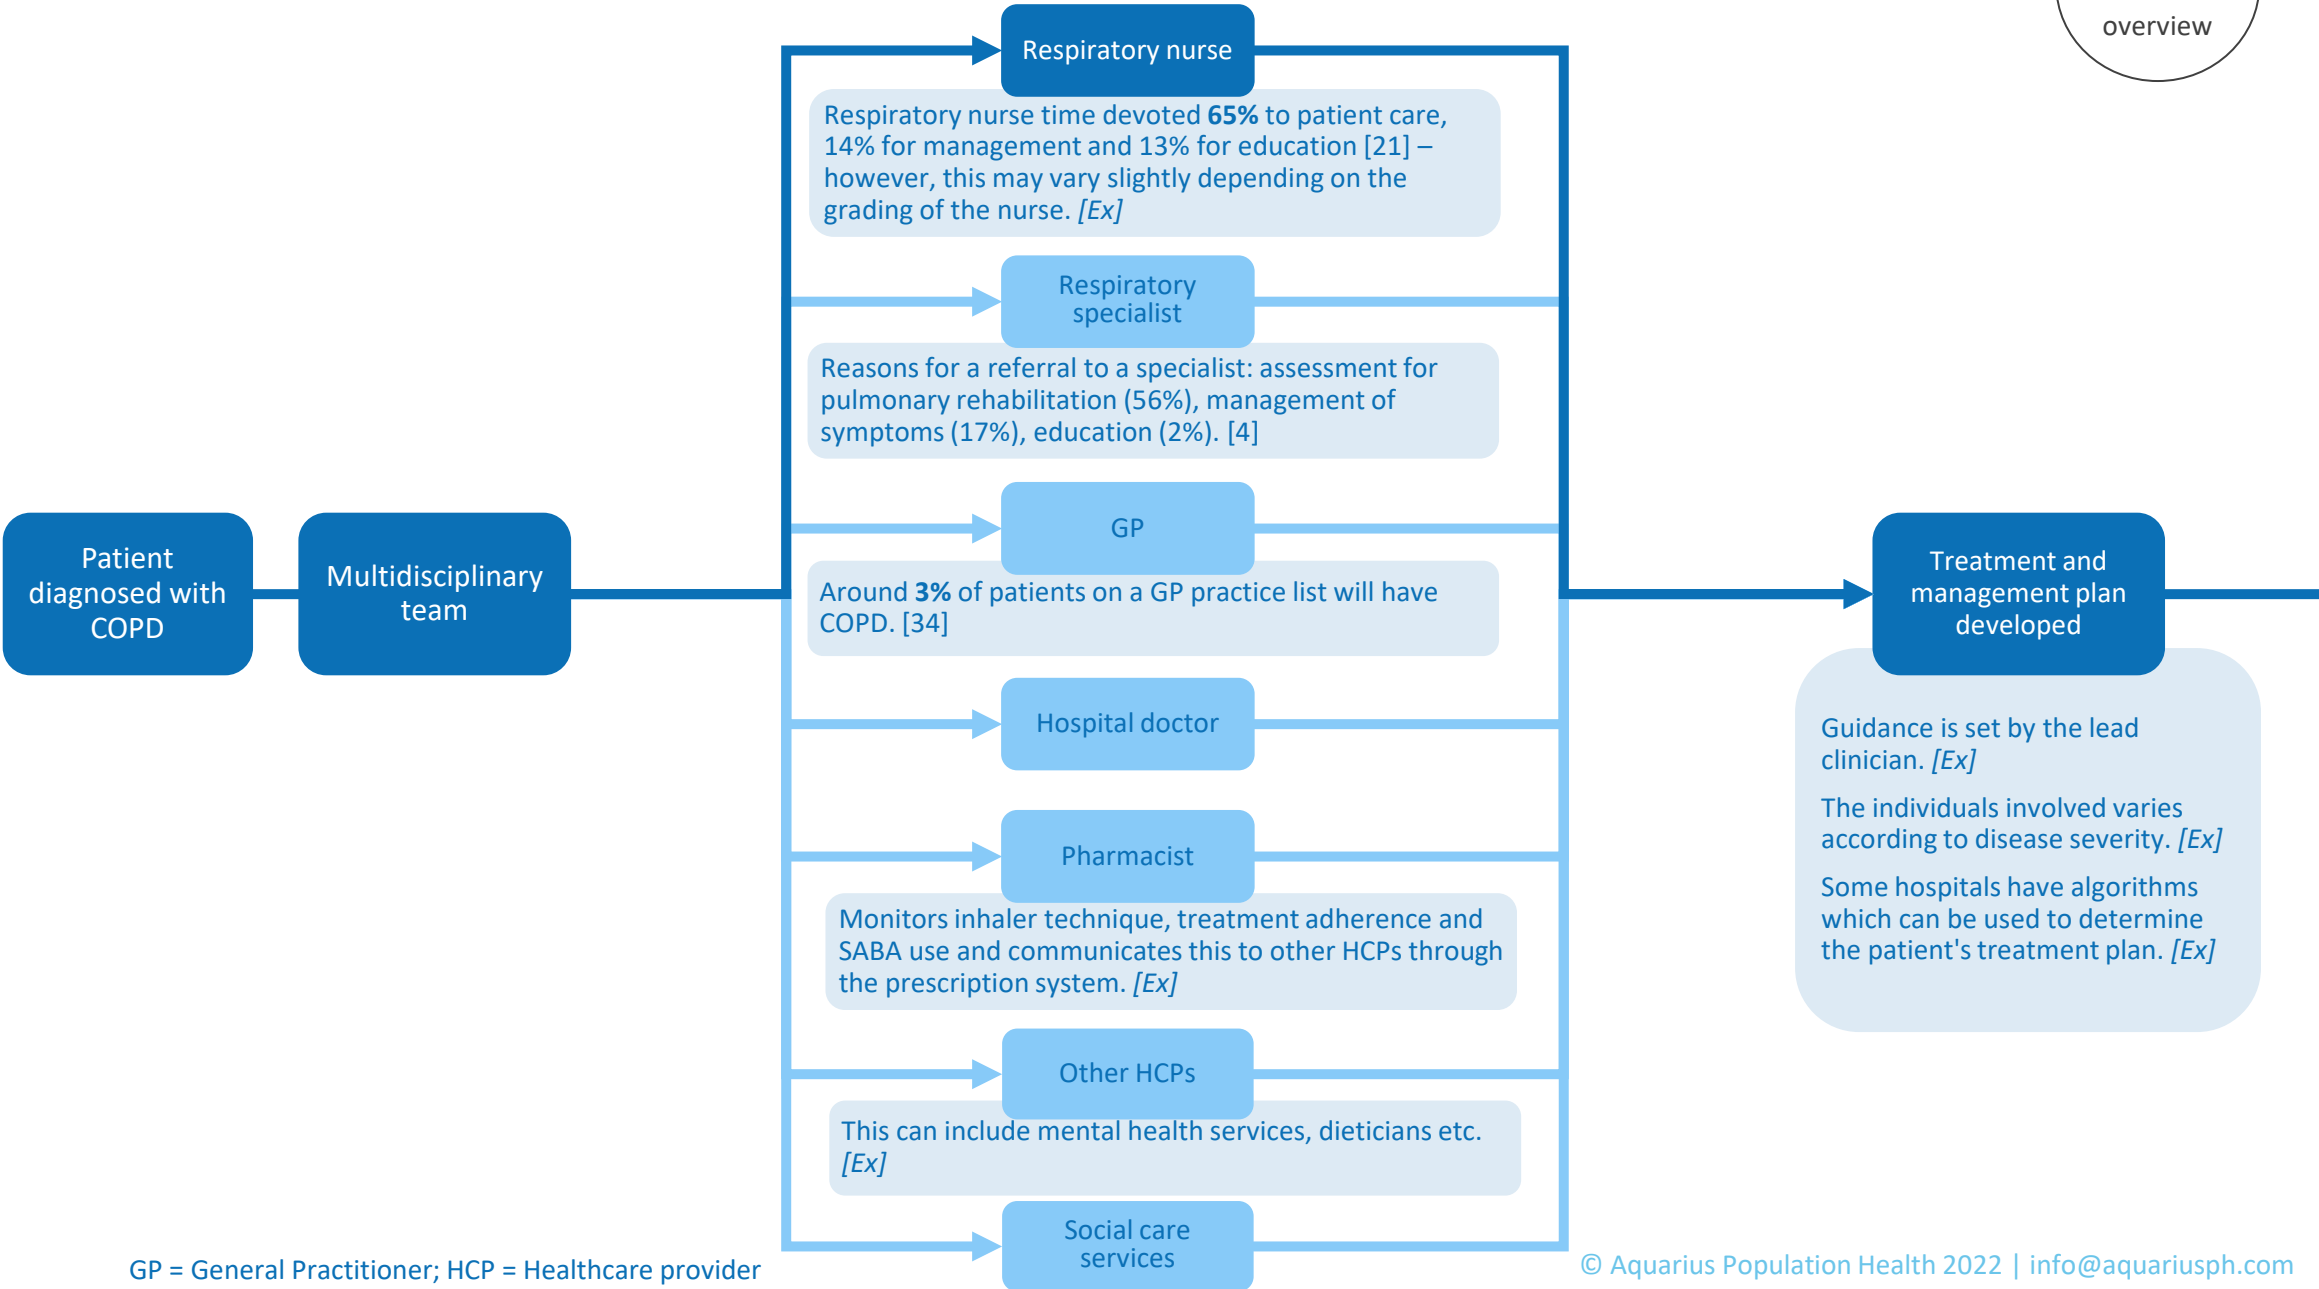 overview
Respiratory nurse
Respiratory nurse time devoted 65% to patient care,
14% for management and 13% for education [21] –
however, this may vary slightly depending on the
grading of the nurse. [Ex]
Respiratory
specialist
Reasons for a referral to a specialist: assessment for
pulmonary rehabilitation (56%), management of
symptoms (17%), education (2%). [4]
GP
Around 3% of patients on a GP practice list will have
COPD. [34]
Patient
diagnosed with
COPD
Multidisciplinary
team
Hospital doctor
Pharmacist
Monitors inhaler technique, treatment adherence and
SABA use and communicates this to other HCPs through
the prescription system. [Ex]
Other HCPs
This can include mental health services, dieticians etc.
[Ex]
Social care
services
Treatment and
management plan
developed
Guidance is set by the lead
clinician. [Ex]
The individuals involved varies
according to disease severity. [Ex]
Some hospitals have algorithms
which can be used to determine
the patient's treatment plan. [Ex]
GP = General Practitioner; HCP = Healthcare provider
© Aquarius Population Health 2022 | info@aquariusph.com